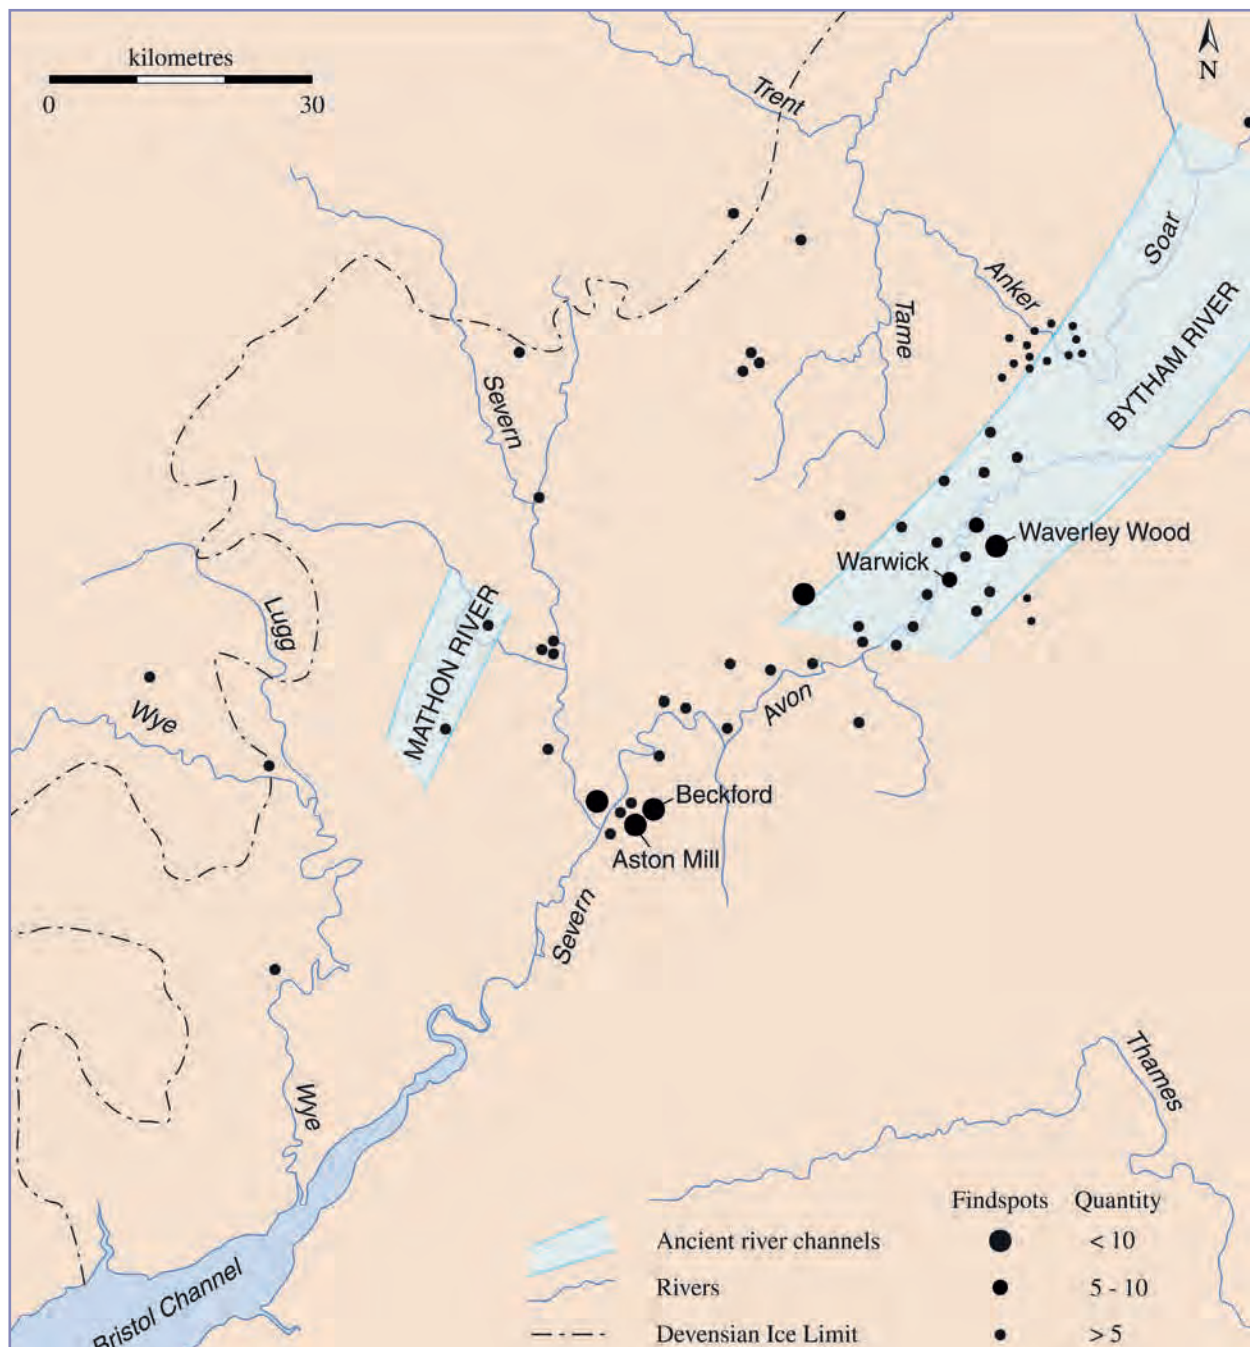 kilometres
0 30
N
Trent
Soar
Anker
Tame
BYTHAM RIVER
Severn
Waverley Wood
Warwick
Lugg
MATHON RIVER
Wye
Avon
Beckford
Aston Mill
Severn
Thames
Wye
Findspots Quantity
Ancient river channels < 10
Rivers 5 - 10
Devensian Ice Limit > 5
Bristol Channel